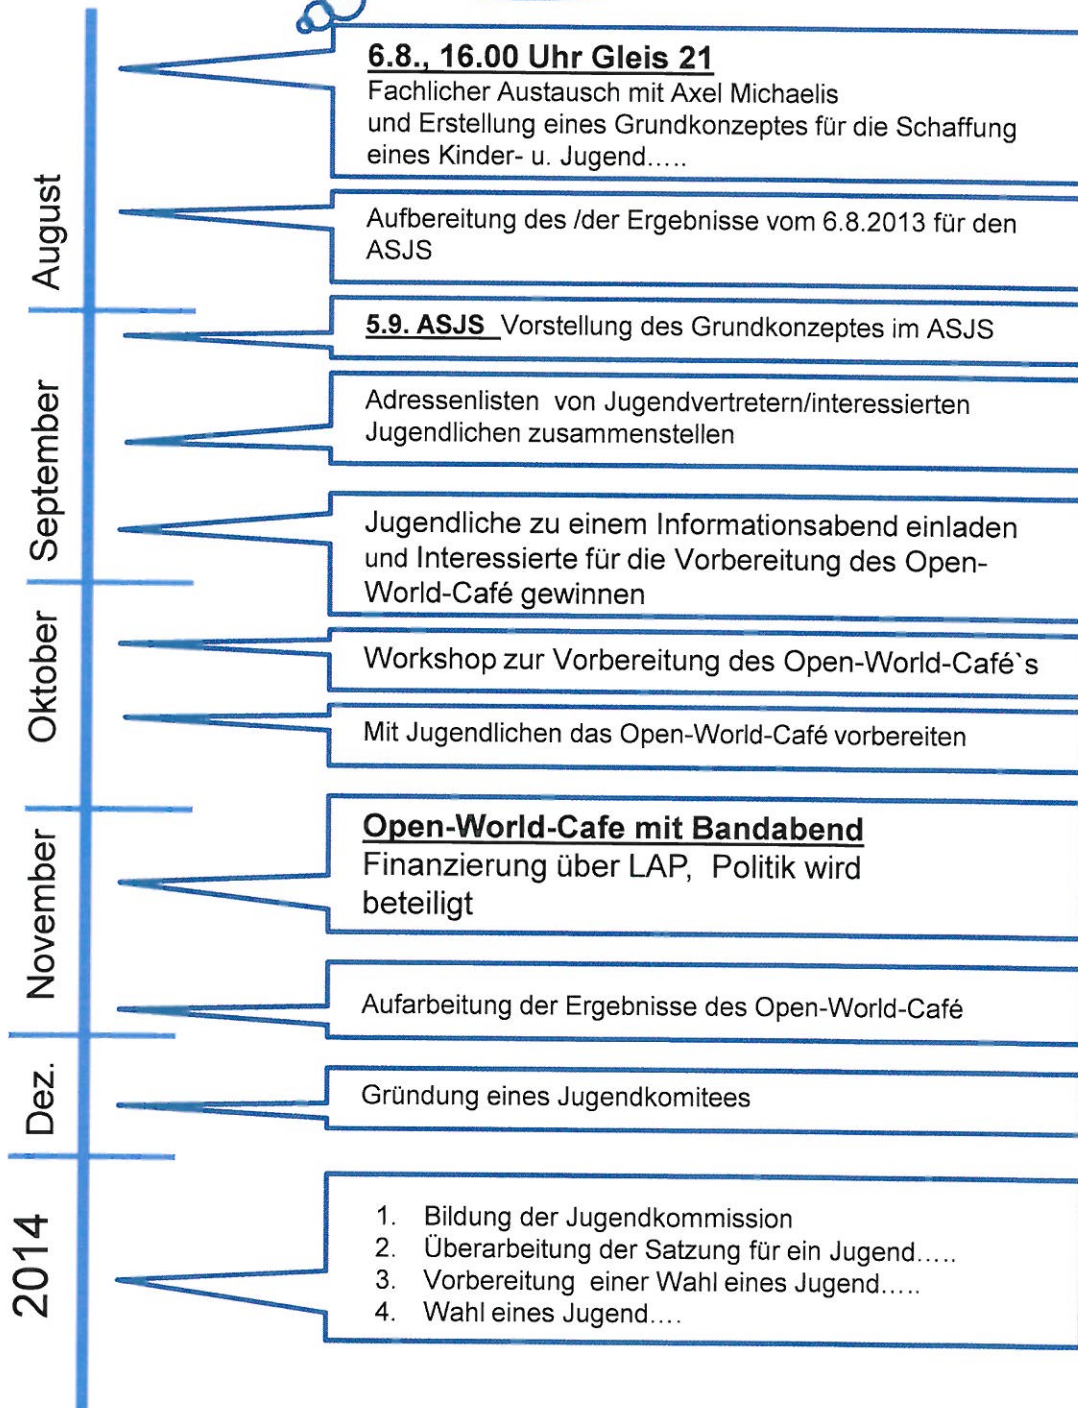 August
6.8., 16.00 Uhr Gleis 21
Fachlicher Austausch mit Axel Michaelis
und Erstellung eines Grundkonzeptes für die Schaffung
eines Kinder- u. Jugend.....
Aufbereitung des /der Ergebnisse vom 6.8.2013 für den
ASJS
September
5.9. ASJS Vorstellung des Grundkonzeptes im ASJS
Adressenlisten von Jugendvertretern/interessierten
Jugendlichen zusammenstellen
Jugendliche zu einem Informationsabend einladen
und Interessierte für die Vorbereitung des Open-
World-Café gewinnen
Oktober
Workshop zur Vorbereitung des Open-World-Café`s
Mit Jugendlichen das Open-World-Café vorbereiten
November
Open-World-Cafe mit Bandabend
Finanzierung über LAP, Politik wird
beteiligt
Aufarbeitung der Ergebnisse des Open-World-Café
Dez.
Gründung eines Jugendkomitees
2014
1. Bildung der Jugendkommission
2. Überarbeitung der Satzung für ein Jugend.....
3. Vorbereitung einer Wahl eines Jugend.....
4. Wahl eines Jugend....